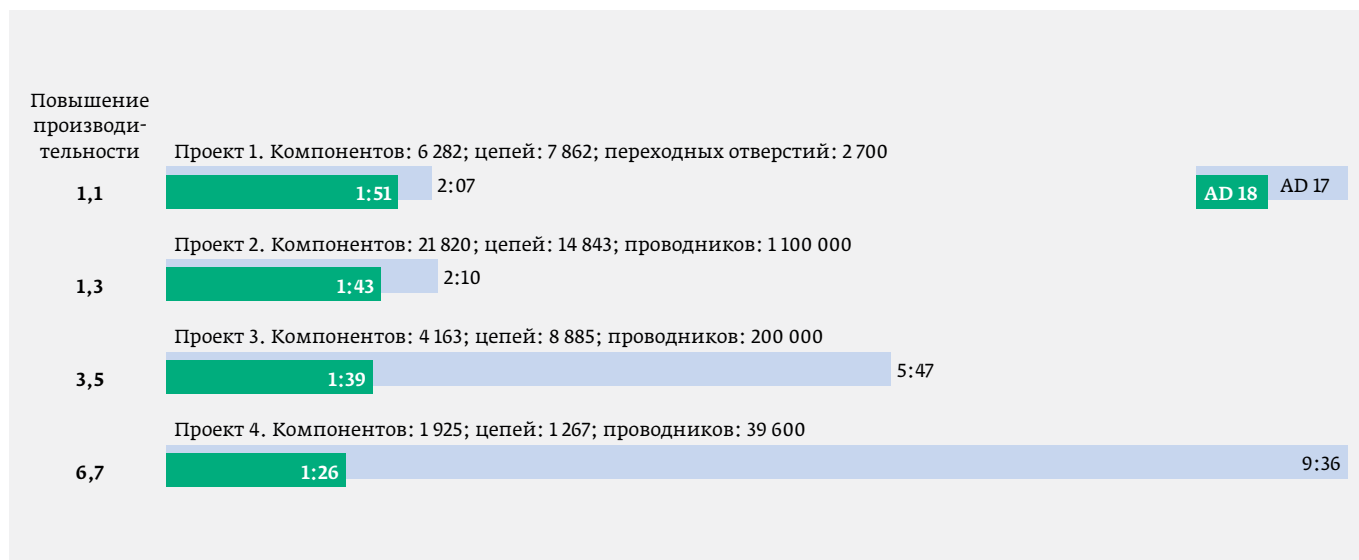 Повышение
производи-
тельности
Проект 1. Компонентов: 6 282; цепей: 7 862; переходных отверстий: 2 700
1,1
1:51
2:07
AD 18
AD 17
Проект 2. Компонентов: 21 820; цепей: 14 843; проводников: 1 100 000
1,3
1:43
2:10
Проект 3. Компонентов: 4 163; цепей: 8 885; проводников: 200 000
3,5
1:39
5:47
Проект 4. Компонентов: 1 925; цепей: 1 267; проводников: 39 600
6,7
1:26
9:36